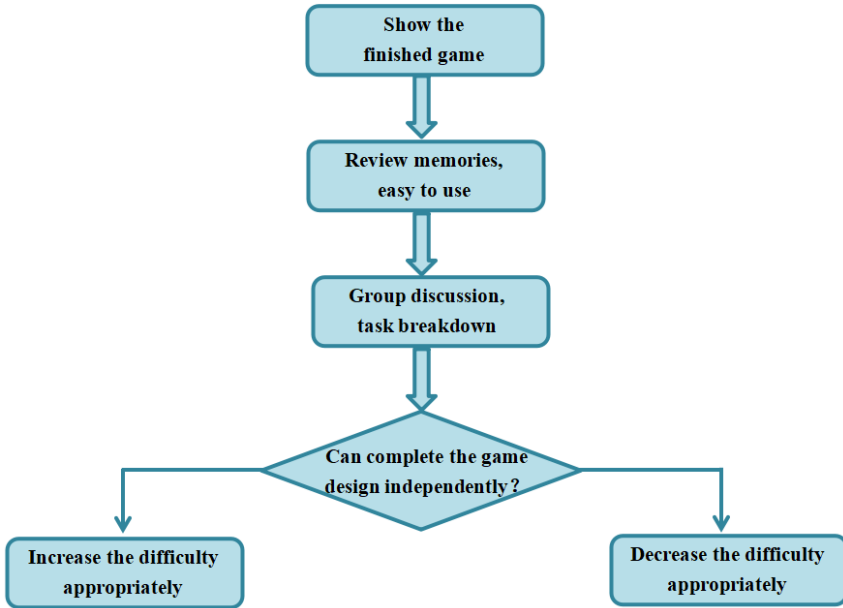 Show the
finished game
Review memories,
easy to use
Group discussion,
task breakdown
Can complete the game
design independently？
Increase the difficulty
appropriately
Decrease the difficulty
appropriately